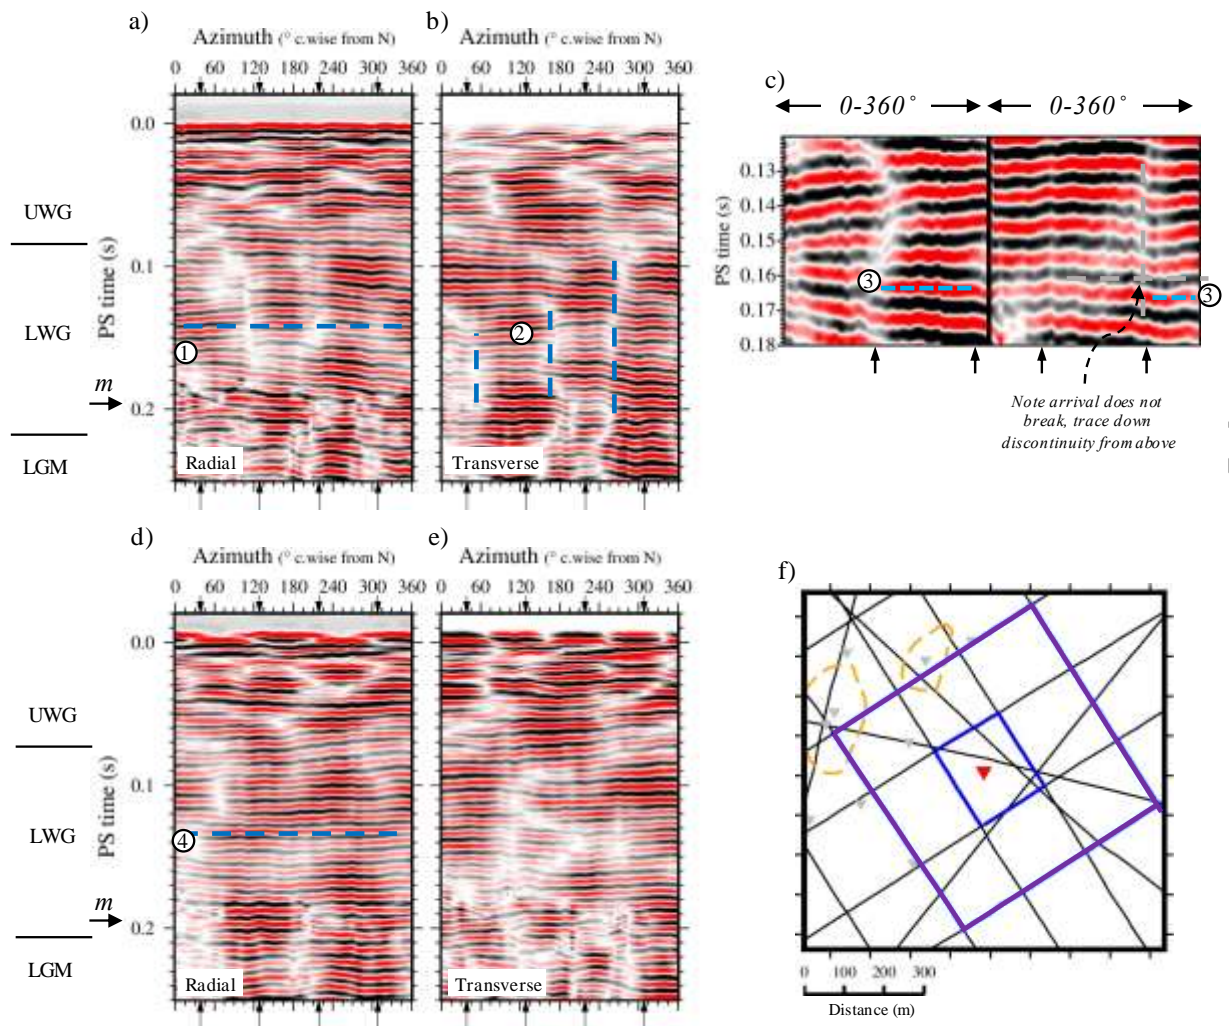 a)
Azimuth (° c.wise from N)
0 60 120 180 240 300 360
b)
Azimuth (° c.wise from N)
0 60 120 180 240 300 360
PS time (s)
0.0
0.1
0.2
UWG
LWG
m
LGM
1
2
Radial
Transverse
c)
0-360°
0-360°
PS time (s)
0.13
0.14
0.15
0.16
0.17
0.18
3
3
Note arrival does not
break, trace down
discontinuity from above
d)
Azimuth (° c.wise from N)
0 60 120 180 240 300 360
e)
Azimuth (° c.wise from N)
0 60 120 180 240 300 360
PS time (s)
0.0
0.1
0.2
UWG
LWG
m
LGM
4
Radial
Transverse
f)
0 100 200 300
Distance (m)